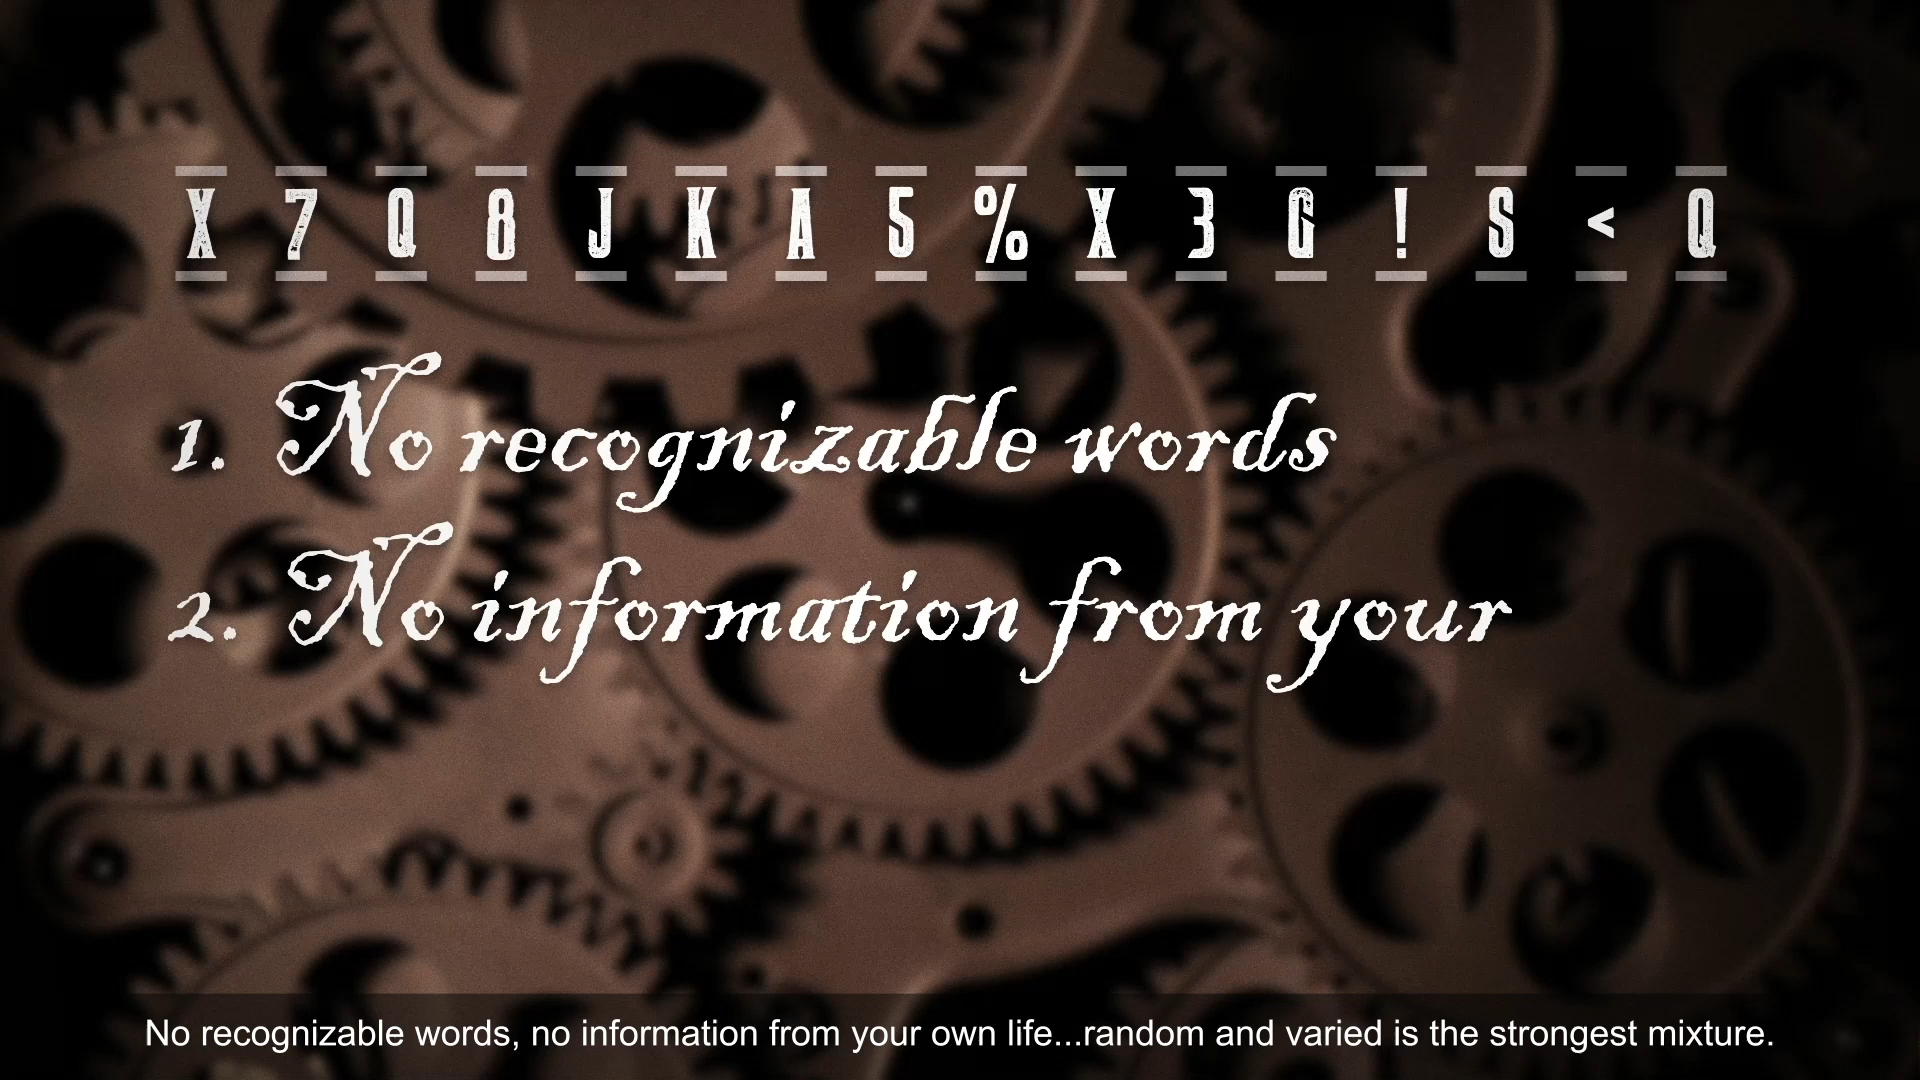 X 7 Q 8 J K A 5 % X 3 G ! S < Q
1. No recognizable words
2. No information from your
No recognizable words, no information from your own life...random and varied is the strongest mixture.